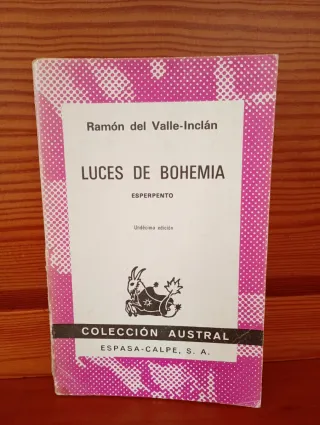 Ramón del Valle-Inclán
LUCES DE BOHEMIA
ESPERPENTO
Undécima edición
COLECCIÓN AUSTRAL
ESPASA-CALPE, S. A.